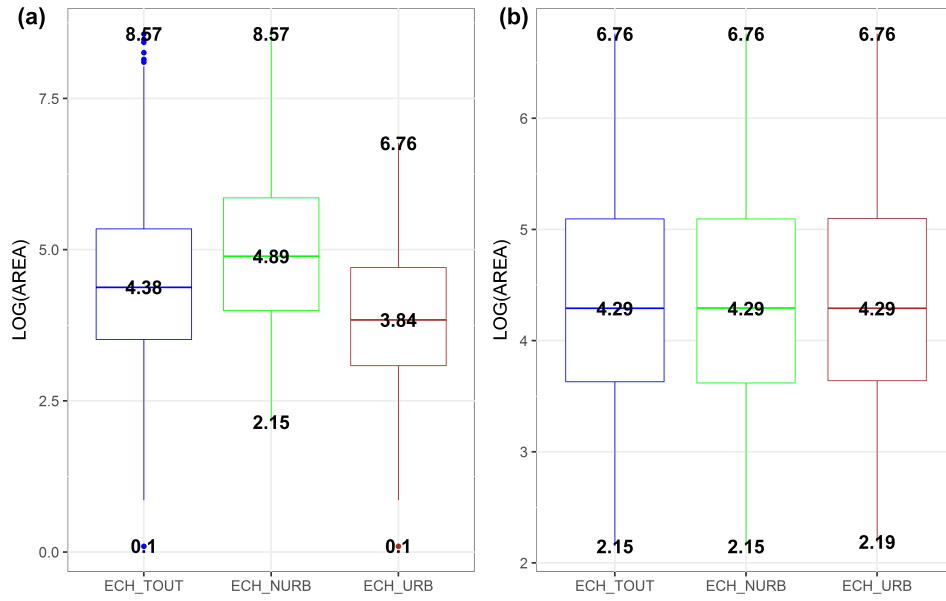 (a)
8.57
8.57
7.5
6.76
LOG(AREA)
5.0
4.38
4.89
3.84
2.5
2.15
0.0
0.1
0.1
ECH_TOUT
ECH_NURB
ECH_URB
(b)
6.76
6.76
6.76
6
LOG(AREA)
5
4.29
4.29
4.29
4
3
2.15
2.15
2.19
2
ECH_TOUT
ECH_NURB
ECH_URB